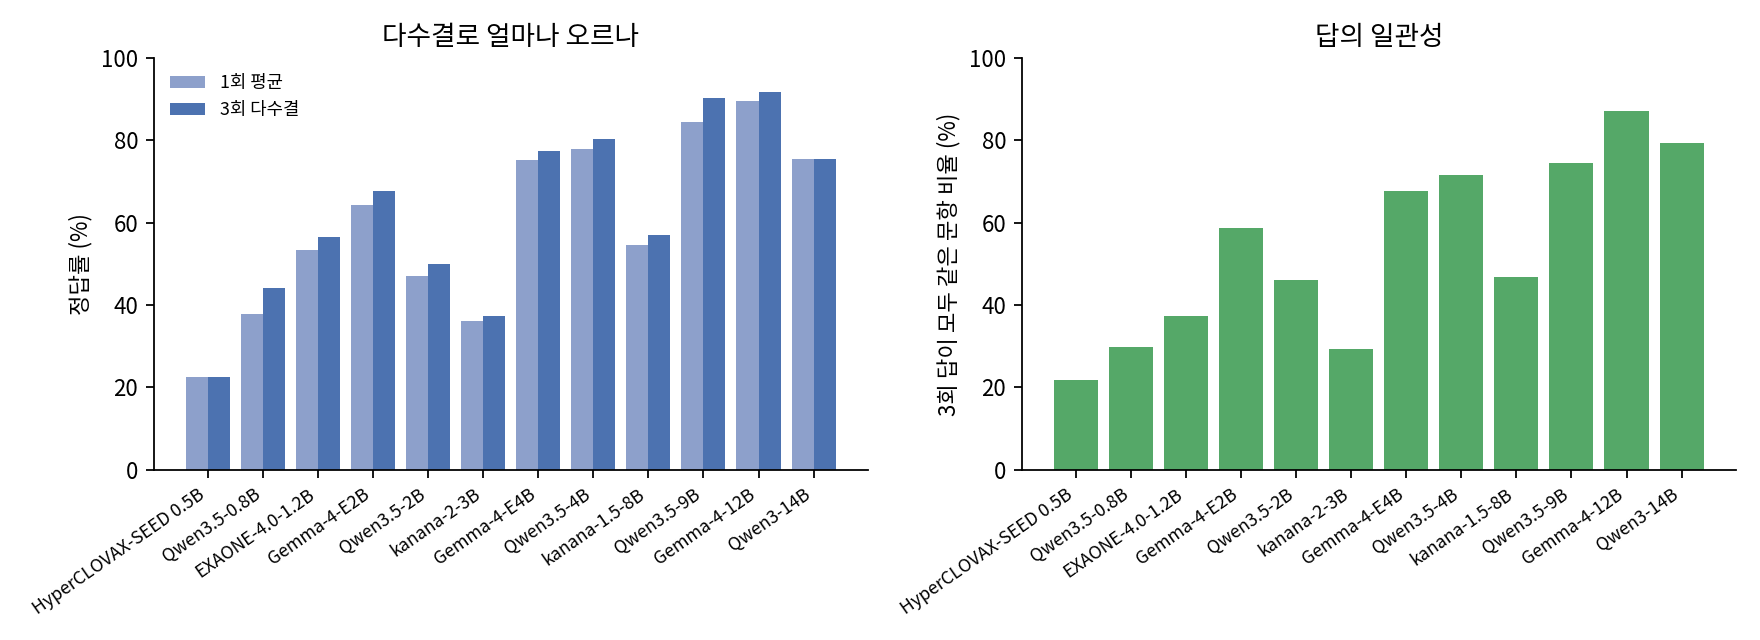 다수결로 얼마나 오르나
정답률 (%)
100
80
60
40
20
0
1회 평균
3회 다수결
HyperCLOVAX-SEED 0.5B
Qwen3.5-0.8B
EXAONE-4.0-1.2B
Gemma-4-E2B
Qwen3.5-2B
kanana-2-3B
Gemma-4-E4B
Qwen3.5-4B
kanana-1.5-8B
Qwen3.5-9B
Gemma-4-12B
Qwen3-14B
답의 일관성
3회 답이 모두 같은 문항 비율 (%)
100
80
60
40
20
0
HyperCLOVAX-SEED 0.5B
Qwen3.5-0.8B
EXAONE-4.0-1.2B
Gemma-4-E2B
Qwen3.5-2B
kanana-2-3B
Gemma-4-E4B
Qwen3.5-4B
kanana-1.5-8B
Qwen3.5-9B
Gemma-4-12B
Qwen3-14B